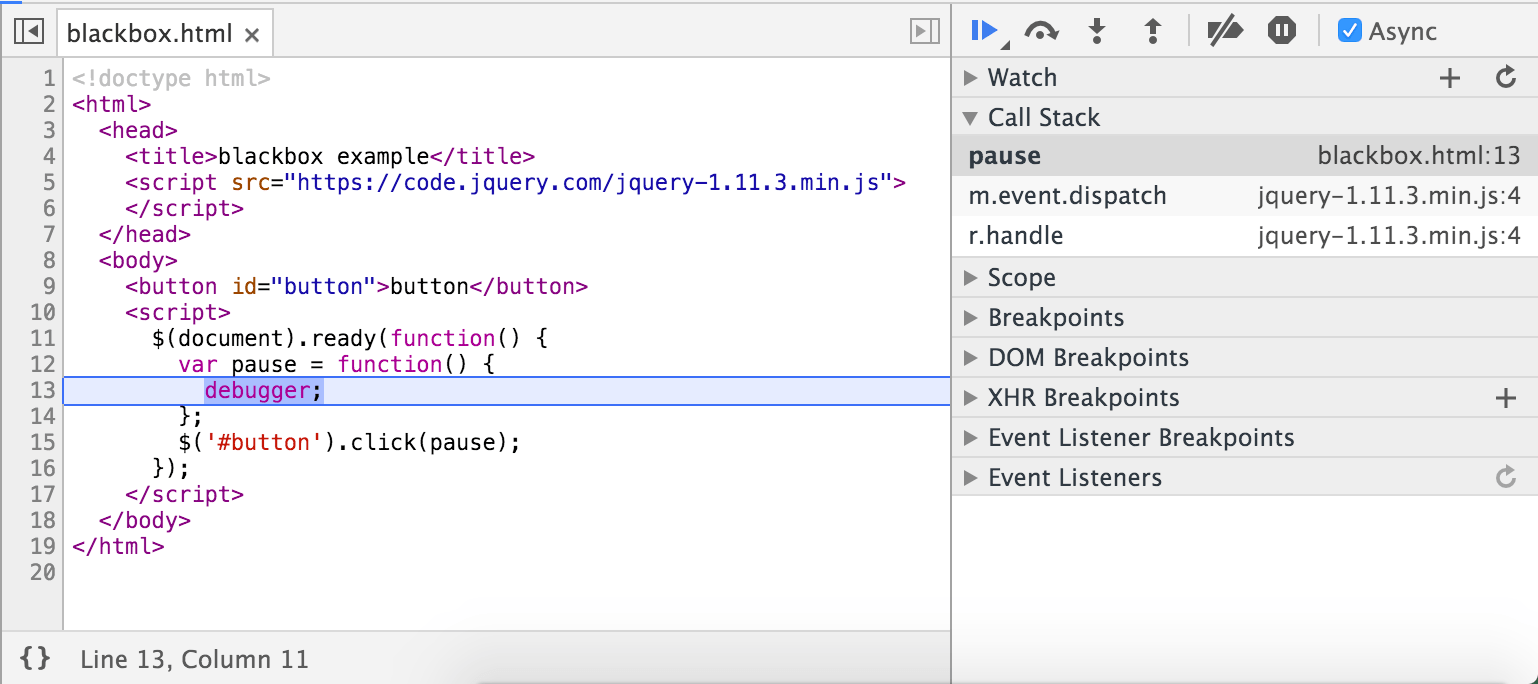 blackbox.html ×
1 <!doctype html>
2 <html>
3 <head>
4 <title>blackbox example</title>
5 <script src="https://code.jquery.com/jquery-1.11.3.min.js">
6 </script>
7 </head>
8 <body>
9 <button id="button">button</button>
10 <script>
11 $(document).ready(function() {
12 var pause = function() {
13 debugger;
14 };
15 $('#button').click(pause);
16 });
17 </script>
18 </body>
19 </html>
20
{} Line 13, Column 11
Async
Watch
Call Stack
pause blackbox.html:13
m.event.dispatch jquery-1.11.3.min.js:4
r.handle jquery-1.11.3.min.js:4
Scope
Breakpoints
DOM Breakpoints
XHR Breakpoints
Event Listener Breakpoints
Event Listeners